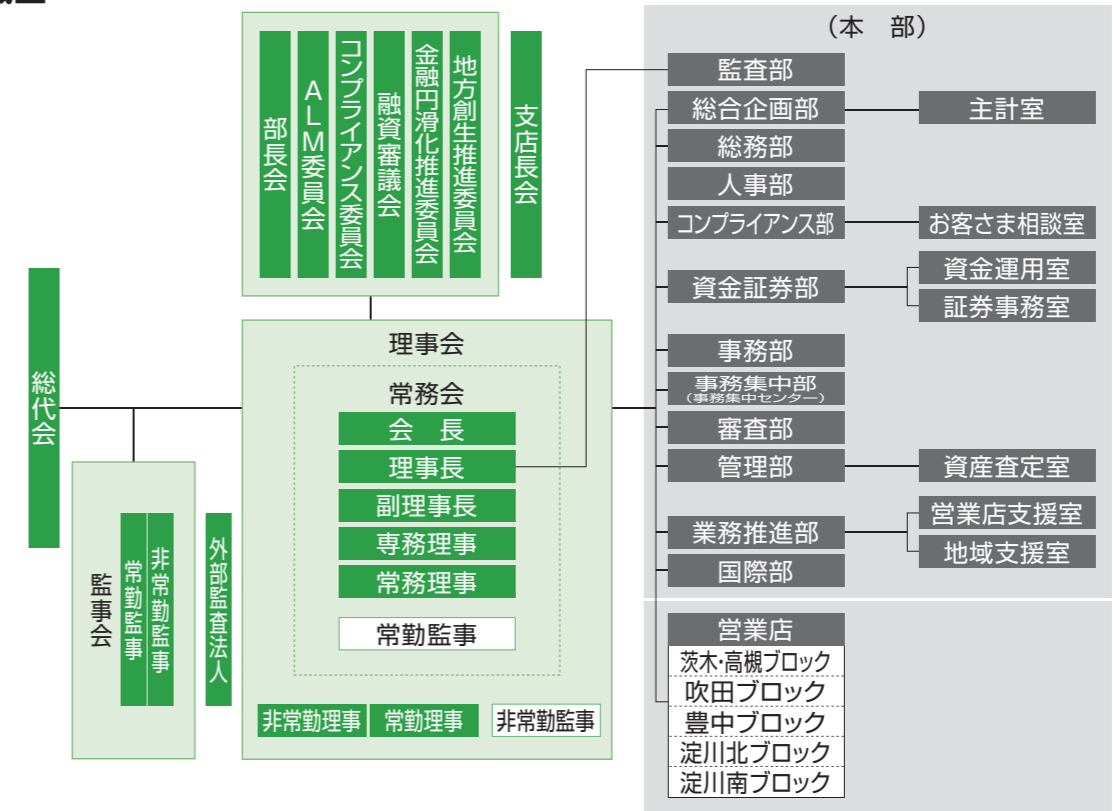 部長会
ALM委員会
コンプライアンス委員会
融資審議会
金融円滑化推進委員会
地方創生推進委員会
支店長会
総代会
監事会
常勤監事
非常勤監事
外部監査法人
理事会
常務会
会 長
理事長
副理事長
専務理事
常務理事
常勤監事
非常勤理事
常勤理事
非常勤監事
(本 部)
監査部
総合企画部
主計室
総務部
人事部
コンプライアンス部
お客さま相談室
資金証券部
資金運用室
証券事務室
事務部
事務集中部
(事務集中センター)
審査部
管理部
資産査定室
業務推進部
営業店支援室
地域支援室
国際部
営業店
茨木・高槻ブロック
吹田ブロック
豊中ブロック
淀川北ブロック
淀川南ブロック